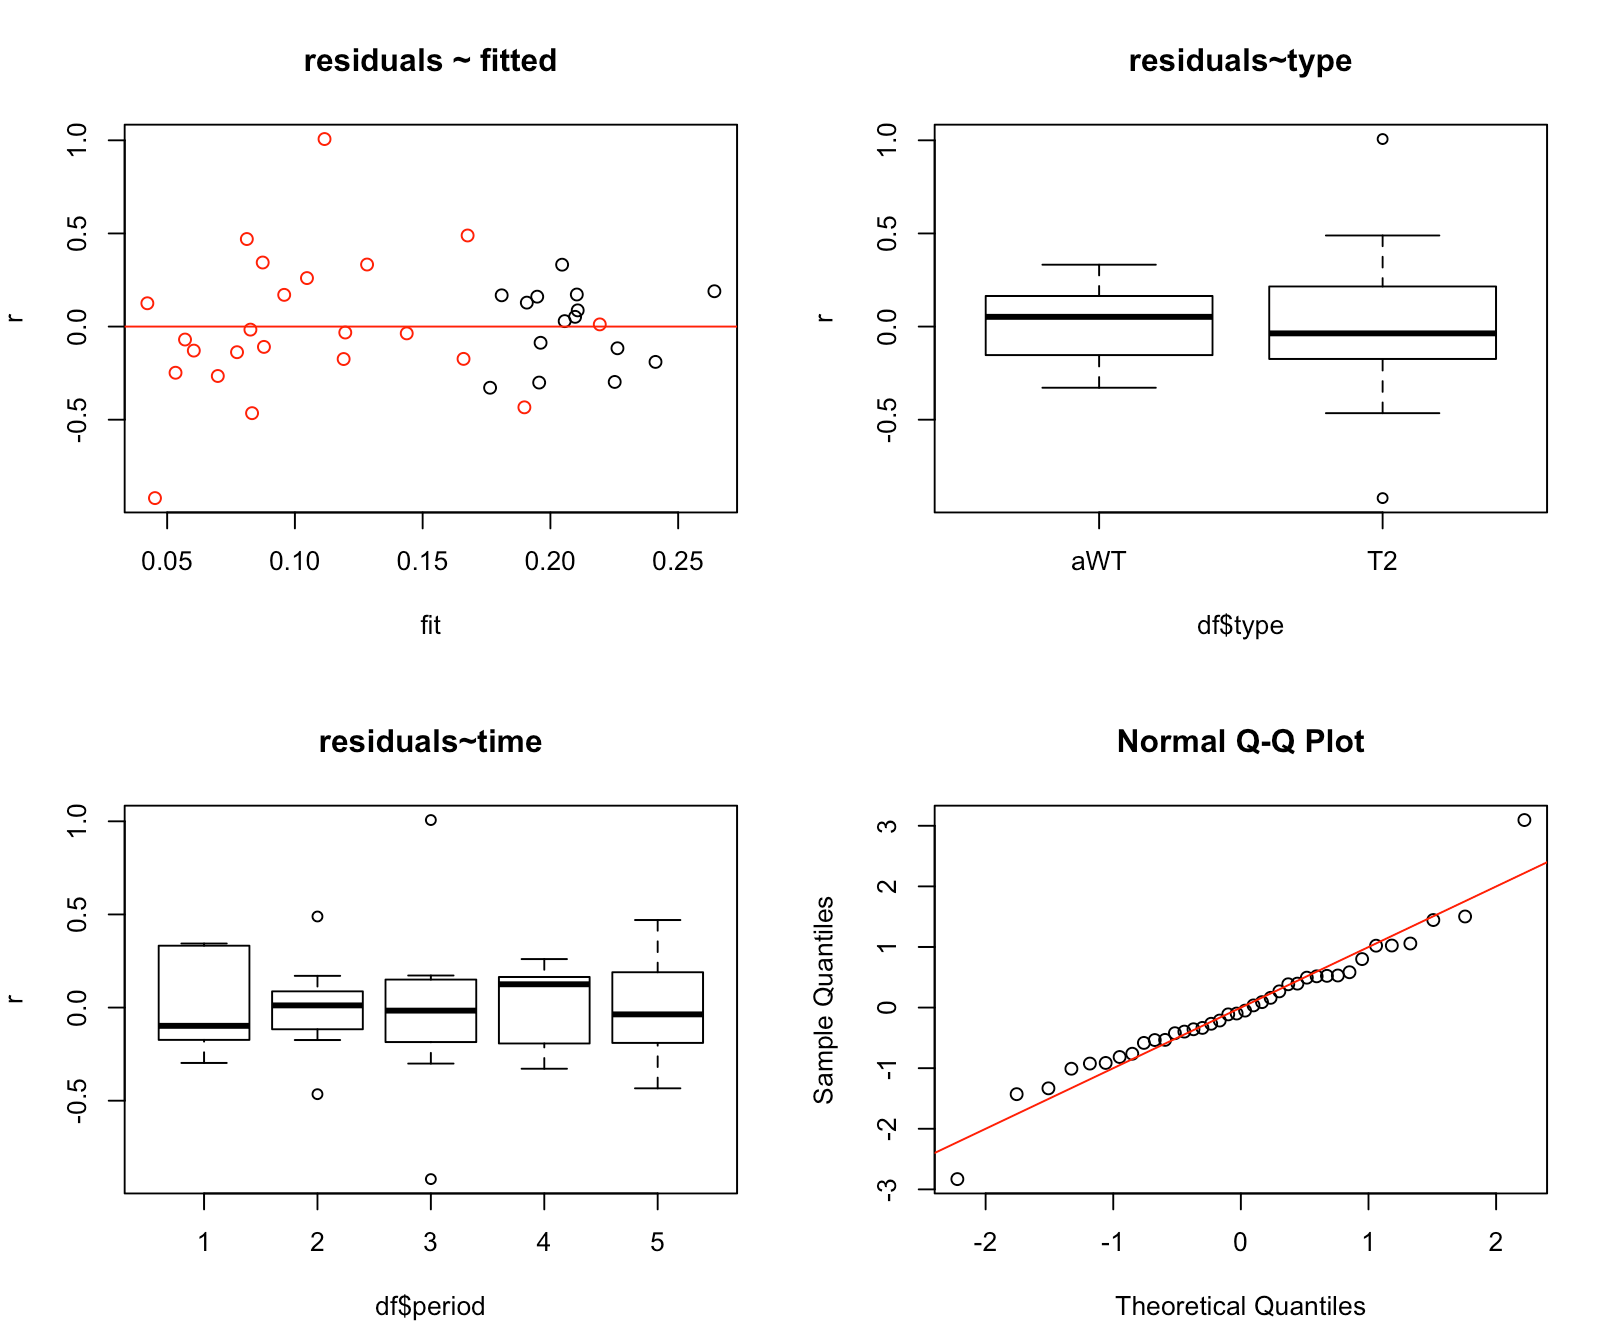 residuals ~ fitted
r
1.0
0.5
0.0
-0.5
0.05 0.10 0.15 0.20 0.25
fit
residuals~type
r
1.0
0.5
0.0
-0.5
aWT T2
df$type
residuals~time
r
1.0
0.5
0.0
-0.5
1 2 3 4 5
df$period
Normal Q-Q Plot
Sample Quantiles
3
2
1
0
-1
-2
-3
-2 -1 0 1 2
Theoretical Quantiles